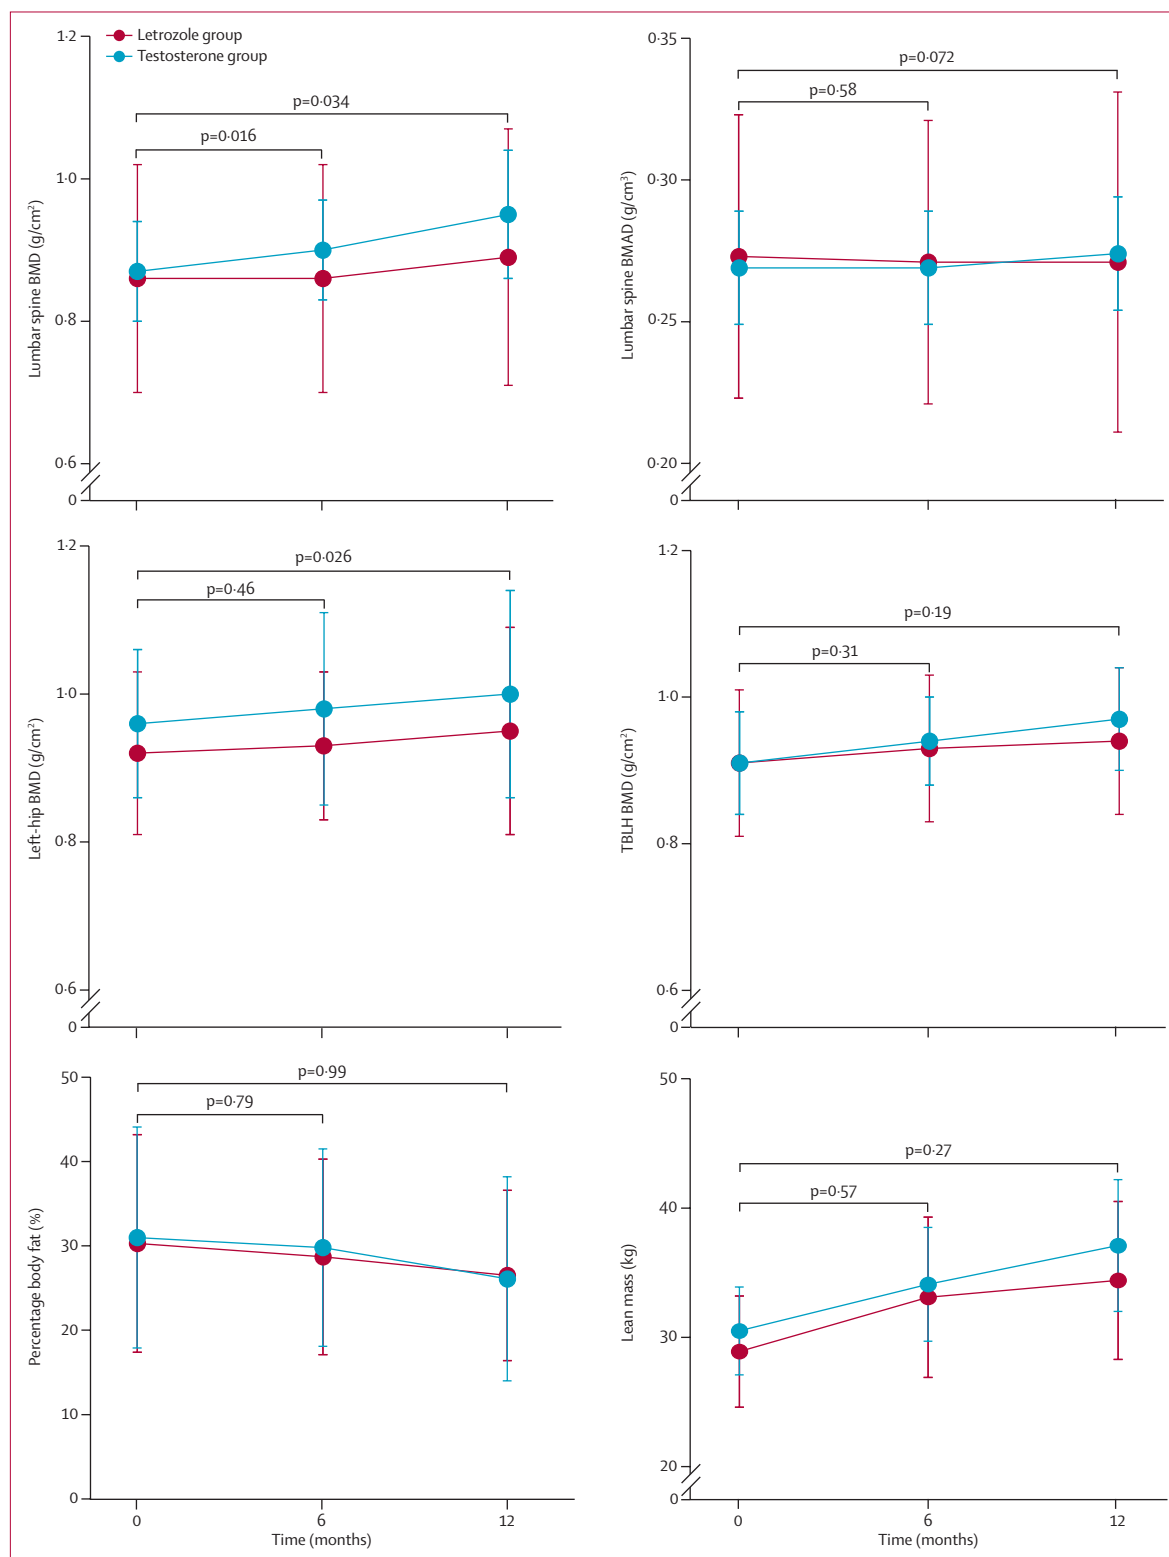 Letrozole group
Testosterone group
1·2
1·0
0·8
0·6
0
Lumbar spine BMD (g/cm²)
p=0·034
p=0·016
0·35
0·30
0·25
0·20
0
Lumbar spine BMAD (g/cm³)
p=0·072
p=0·58
1·2
1·0
0·8
0·6
0
Left-hip BMD (g/cm²)
p=0·026
p=0·46
1·2
1·0
0·8
0·6
0
TBLH BMD (g/cm²)
p=0·19
p=0·31
50
40
30
20
10
0
Percentage body fat (%)
p=0·99
p=0·79
0
6
12
Time (months)
50
40
30
20
0
Lean mass (kg)
p=0·27
p=0·57
0
6
12
Time (months)